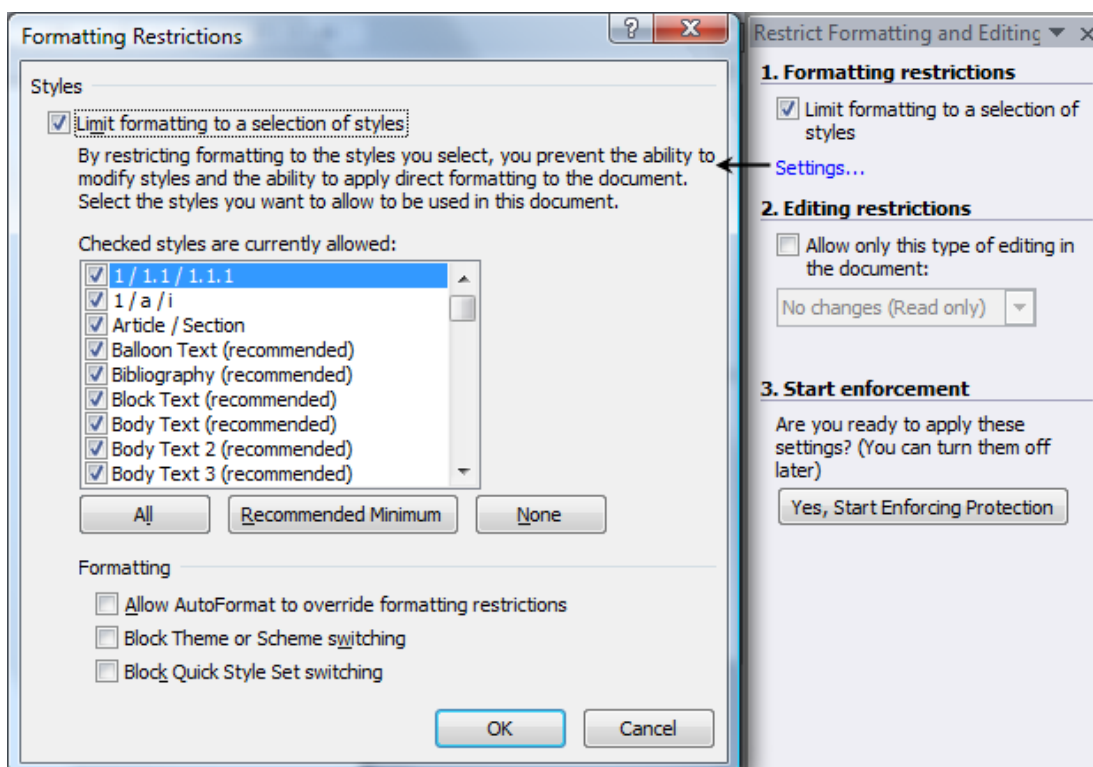 Formatting Restrictions
Styles
Limit formatting to a selection of styles
By restricting formatting to the styles you select, you prevent the ability to
modify styles and the ability to apply direct formatting to the document.
Select the styles you want to allow to be used in this document.
Checked styles are currently allowed:
1 / 1.1 / 1.1.1
1 / a / i
Article / Section
Balloon Text (recommended)
Bibliography (recommended)
Block Text (recommended)
Body Text (recommended)
Body Text 2 (recommended)
Body Text 3 (recommended)
All
Recommended Minimum
None
Formatting
Allow AutoFormat to override formatting restrictions
Block Theme or Scheme switching
Block Quick Style Set switching
OK
Cancel
Restrict Formatting and Editing
1. Formatting restrictions
Limit formatting to a selection of
styles
Settings...
2. Editing restrictions
Allow only this type of editing in
the document:
No changes (Read only)
3. Start enforcement
Are you ready to apply these
settings? (You can turn them off
later)
Yes, Start Enforcing Protection